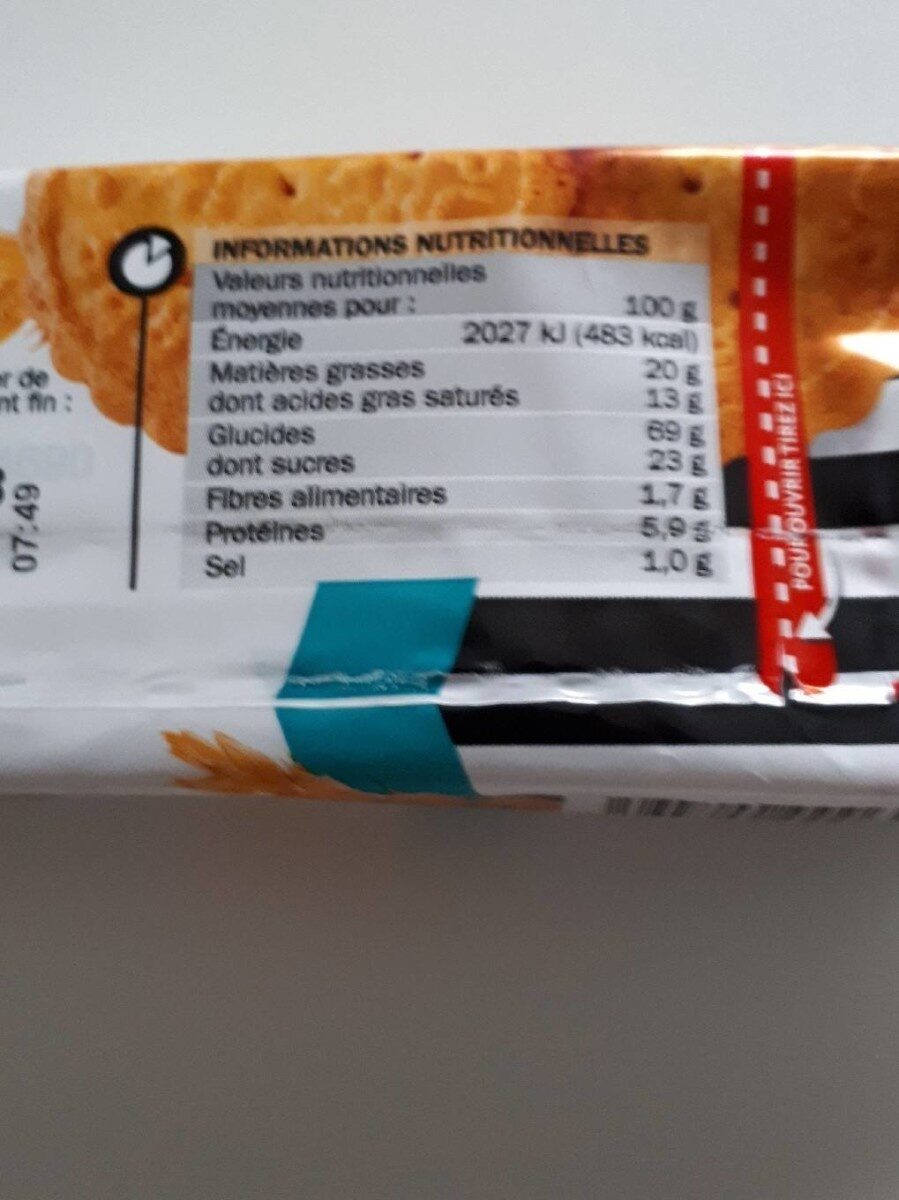 INFORMATIONS NUTRITIONNELLES
Valeurs nutritionnelles
moyennes pour : 100 g
Énergie 2027 kJ (483 kcal)
Matières grasses 20 g
dont acides gras saturés 13 g
Glucides 69 g
dont sucres 23 g
Fibres alimentaires 1,7 g
Protéines 5,9 g
Sel 1,0 g
de
fin :
07:49
POUR OUVRIR TIREZ ICI